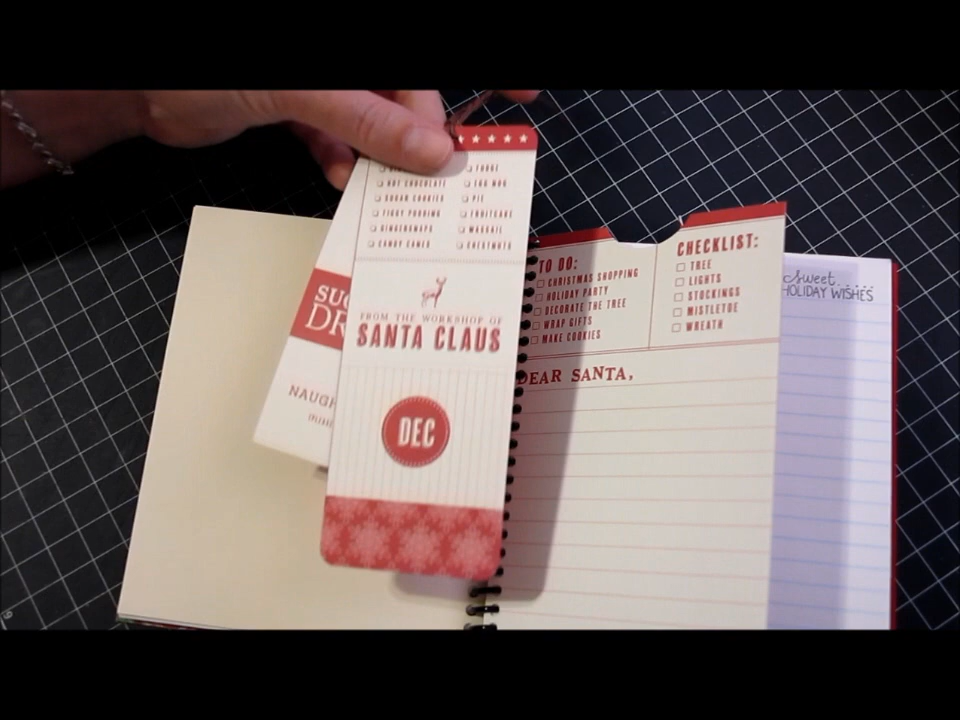 FUDGE
HOT CHOCOLATE
EGG NOG
SUGAR COOKIES
PIE
FIGGY PUDDING
FRUITCAKE
GINGERSNAPS
WASSAIL
CANDY CANES
CHESTNUTS
FROM THE WORKSHOP OF
SANTA CLAUS
DEC
SUG
DR
NAUGH
TO DO:
CHRISTMAS SHOPPING
HOLIDAY PARTY
DECORATE THE TREE
WRAP GIFTS
MAKE COOKIES
CHECKLIST:
TREE
LIGHTS
STOCKINGS
MISTLETOE
WREATH
DEAR SANTA,
Sweet
HOLIDAY WISHES